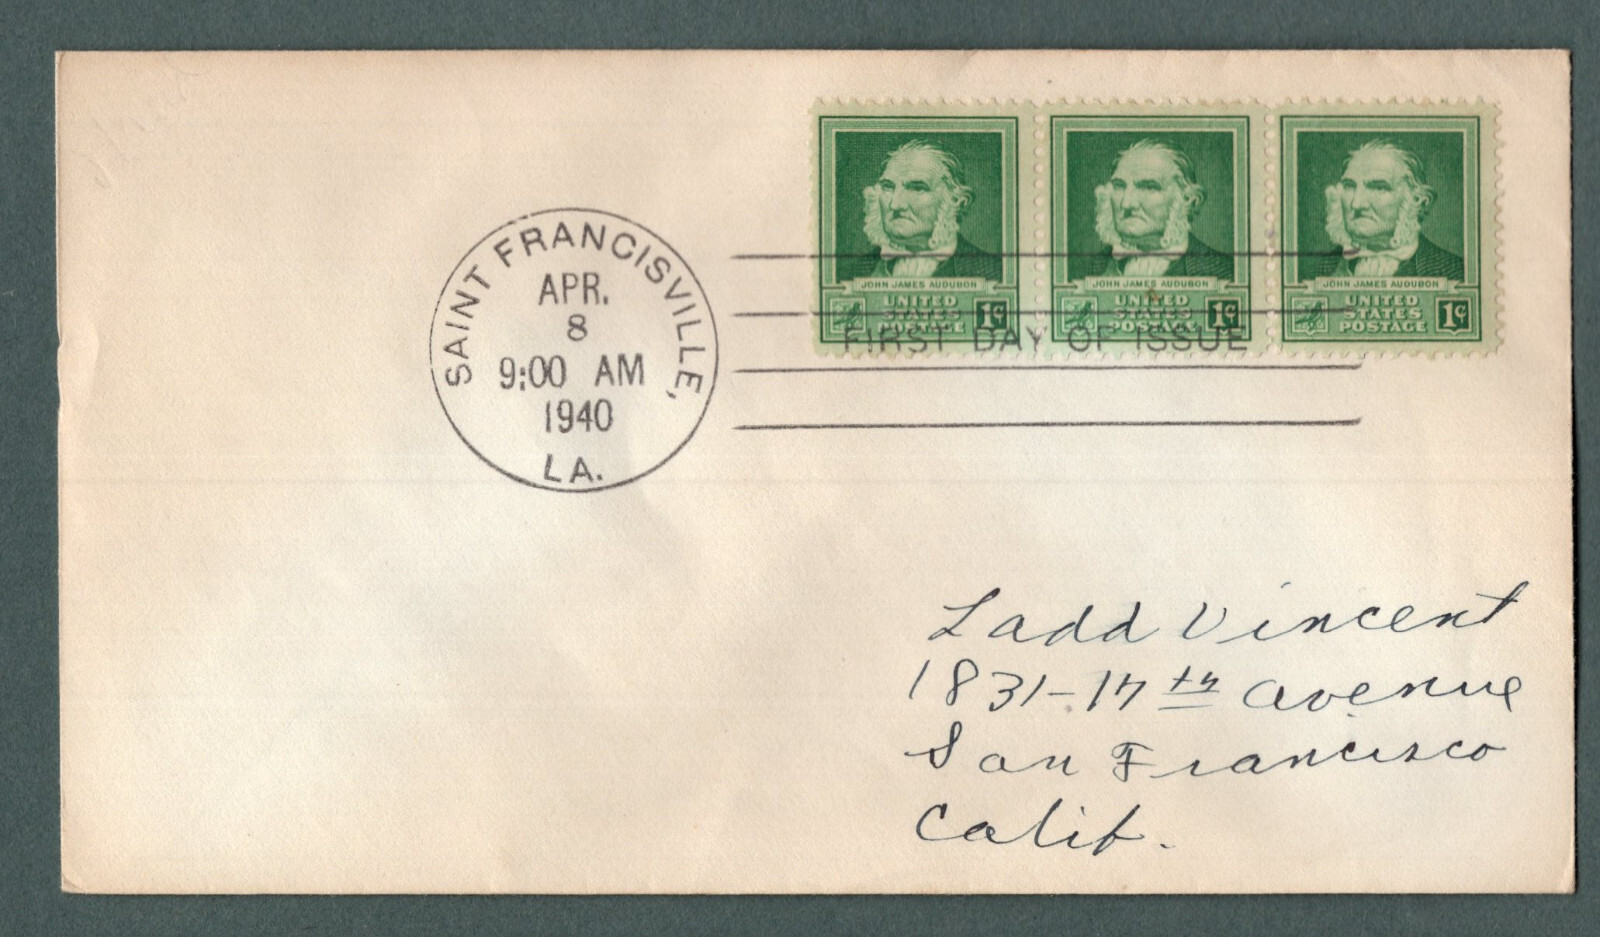 SAINT FRANCISVILLE,
APR.
8
9:00 AM
1940
LA.
JOHN JAMES AUDUBON
UNITED
STATES
POSTAGE
1¢
JOHN JAMES AUDUBON
UNITED
STATES
POSTAGE
1¢
JOHN JAMES AUDUBON
UNITED
STATES
POSTAGE
1¢
FIRST DAY OF ISSUE
Ladd Vincent
1831-17th Avenue
San Francisco
Calif.